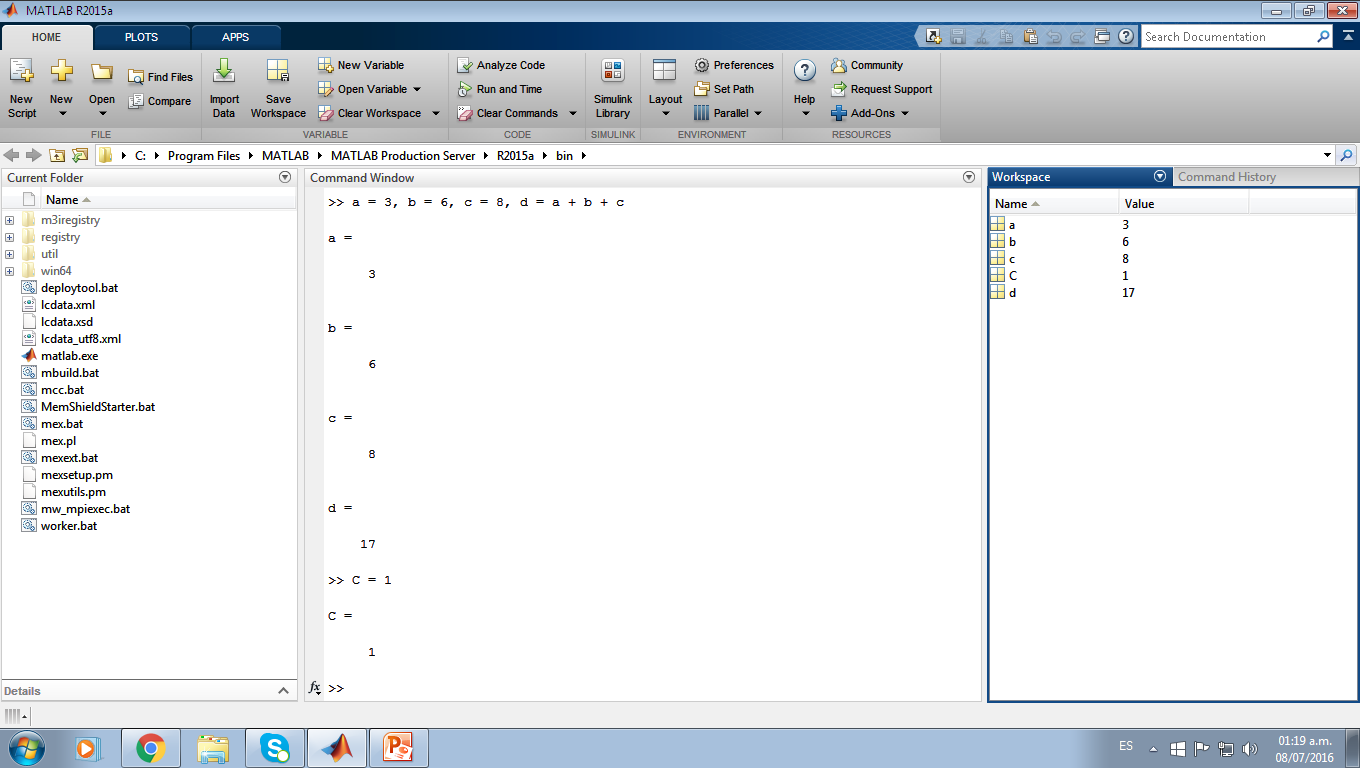 MATLAB R2015a
HOME PLOTS APPS
Search Documentation
New Script
New
Open
Find Files
Compare
FILE
Import Data
Save Workspace
New Variable
Open Variable
Clear Workspace
VARIABLE
Analyze Code
Run and Time
Clear Commands
CODE
Simulink Library
SIMULINK
Layout
Preferences
Set Path
Parallel
ENVIRONMENT
Help
Community
Request Support
Add-Ons
RESOURCES
C: Program Files MATLAB MATLAB Production Server R2015a bin
Current Folder
Name
m3iregistry
registry
util
win64
deploytool.bat
lcdata.xml
lcdata.xsd
lcdata_utf8.xml
matlab.exe
mbuild.bat
mcc.bat
MemShieldStarter.bat
mex.bat
mex.pl
mexext.bat
mexsetup.pm
mexutils.pm
mw_mpiexec.bat
worker.bat
Details
Command Window
>> a = 3, b = 6, c = 8, d = a + b + c
a =
3
b =
6
c =
8
d =
17
>> C = 1
C =
1
fx >>
Workspace
Command History
Name Value
a 3
b 6
c 8
C 1
d 17
ES
01:19 a.m.
08/07/2016